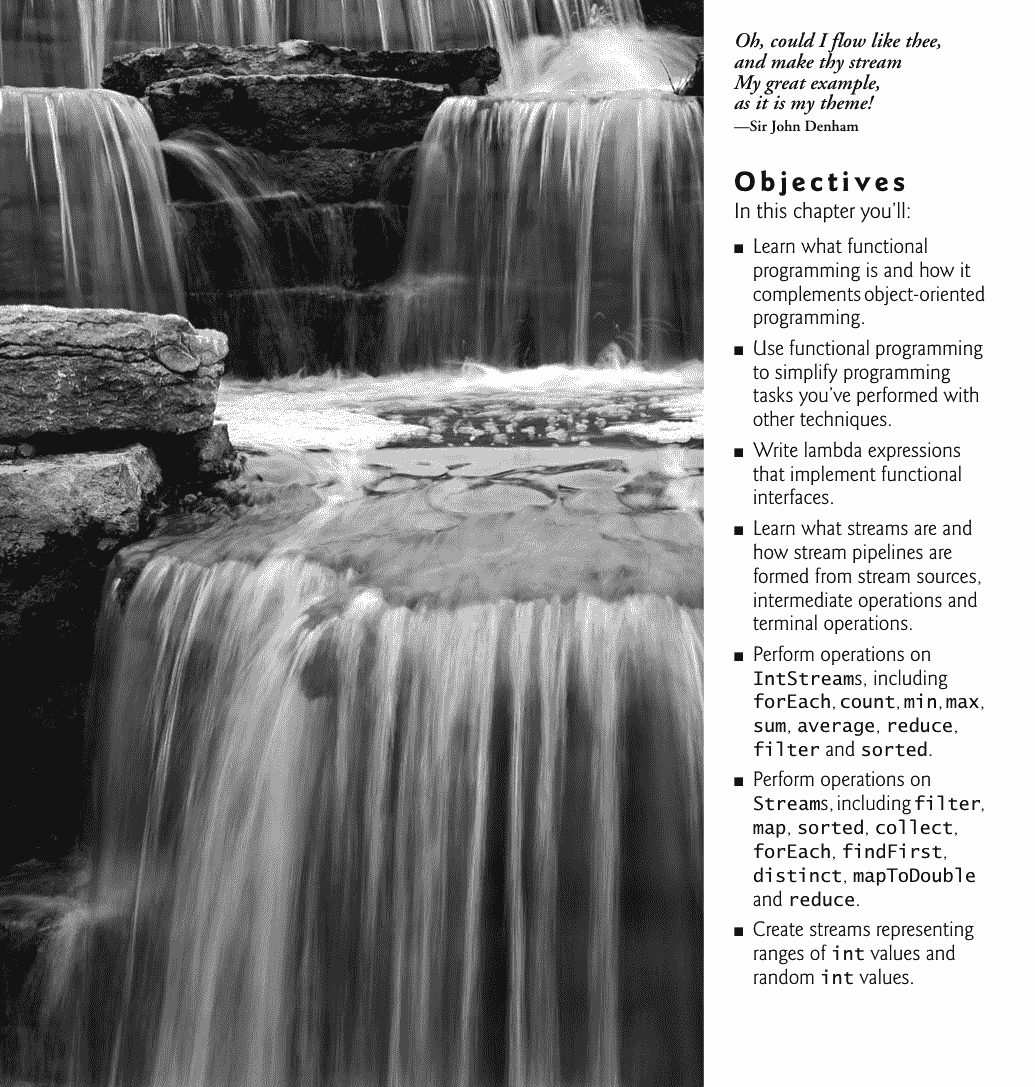 Oh, could I flow like thee,
and make thy stream
My great example,
as it is my theme!
—Sir John Denham
Objectives
In this chapter you'll:
■ Learn what functional
programming is and how it
complements object-oriented
programming.
■ Use functional programming
to simplify programming
tasks you've performed with
other techniques.
■ Write lambda expressions
that implement functional
interfaces.
■ Learn what streams are and
how stream pipelines are
formed from stream sources,
intermediate operations and
terminal operations.
■ Perform operations on
IntStreams, including
forEach, count, min, max,
sum, average, reduce,
filter and sorted.
■ Perform operations on
Streams, including filter,
map, sorted, collect,
forEach, findFirst,
distinct, mapToDouble
and reduce.
■ Create streams representing
ranges of int values and
random int values.